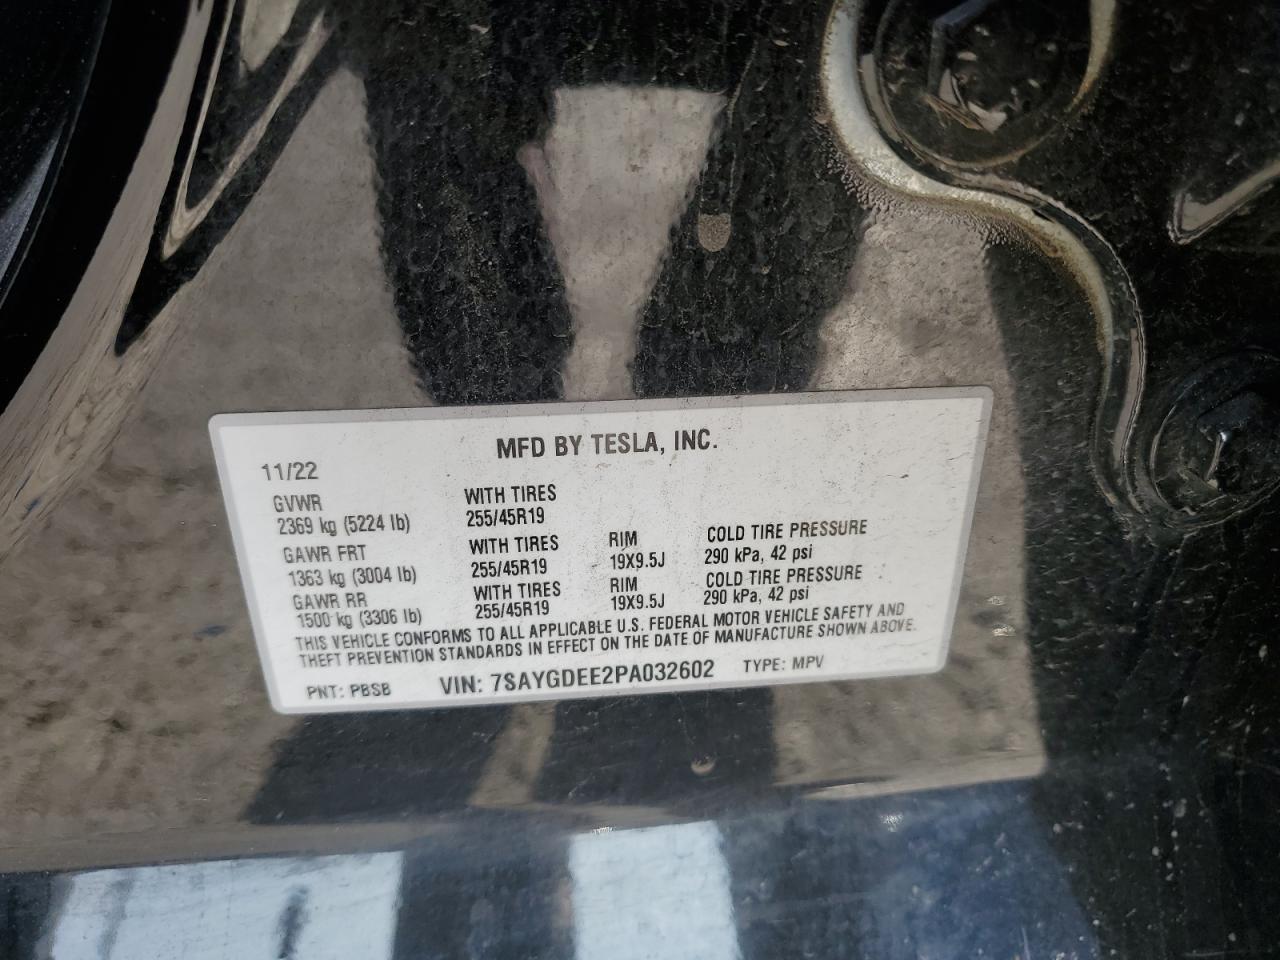 MFD BY TESLA, INC.
11/22
GVWR WITH TIRES
2369 kg (5224 lb) 255/45R19
GAWR FRT WITH TIRES RIM COLD TIRE PRESSURE
1363 kg (3004 lb) 255/45R19 19X9.5J 290 kPa, 42 psi
GAWR RR WITH TIRES RIM COLD TIRE PRESSURE
1500 kg (3306 lb) 255/45R19 19X9.5J 290 kPa, 42 psi
THIS VEHICLE CONFORMS TO ALL APPLICABLE U.S. FEDERAL MOTOR VEHICLE SAFETY AND
THEFT PREVENTION STANDARDS IN EFFECT ON THE DATE OF MANUFACTURE SHOWN ABOVE.
PNT: PBSB VIN: 7SAYGDEE2PA032602 TYPE: MPV